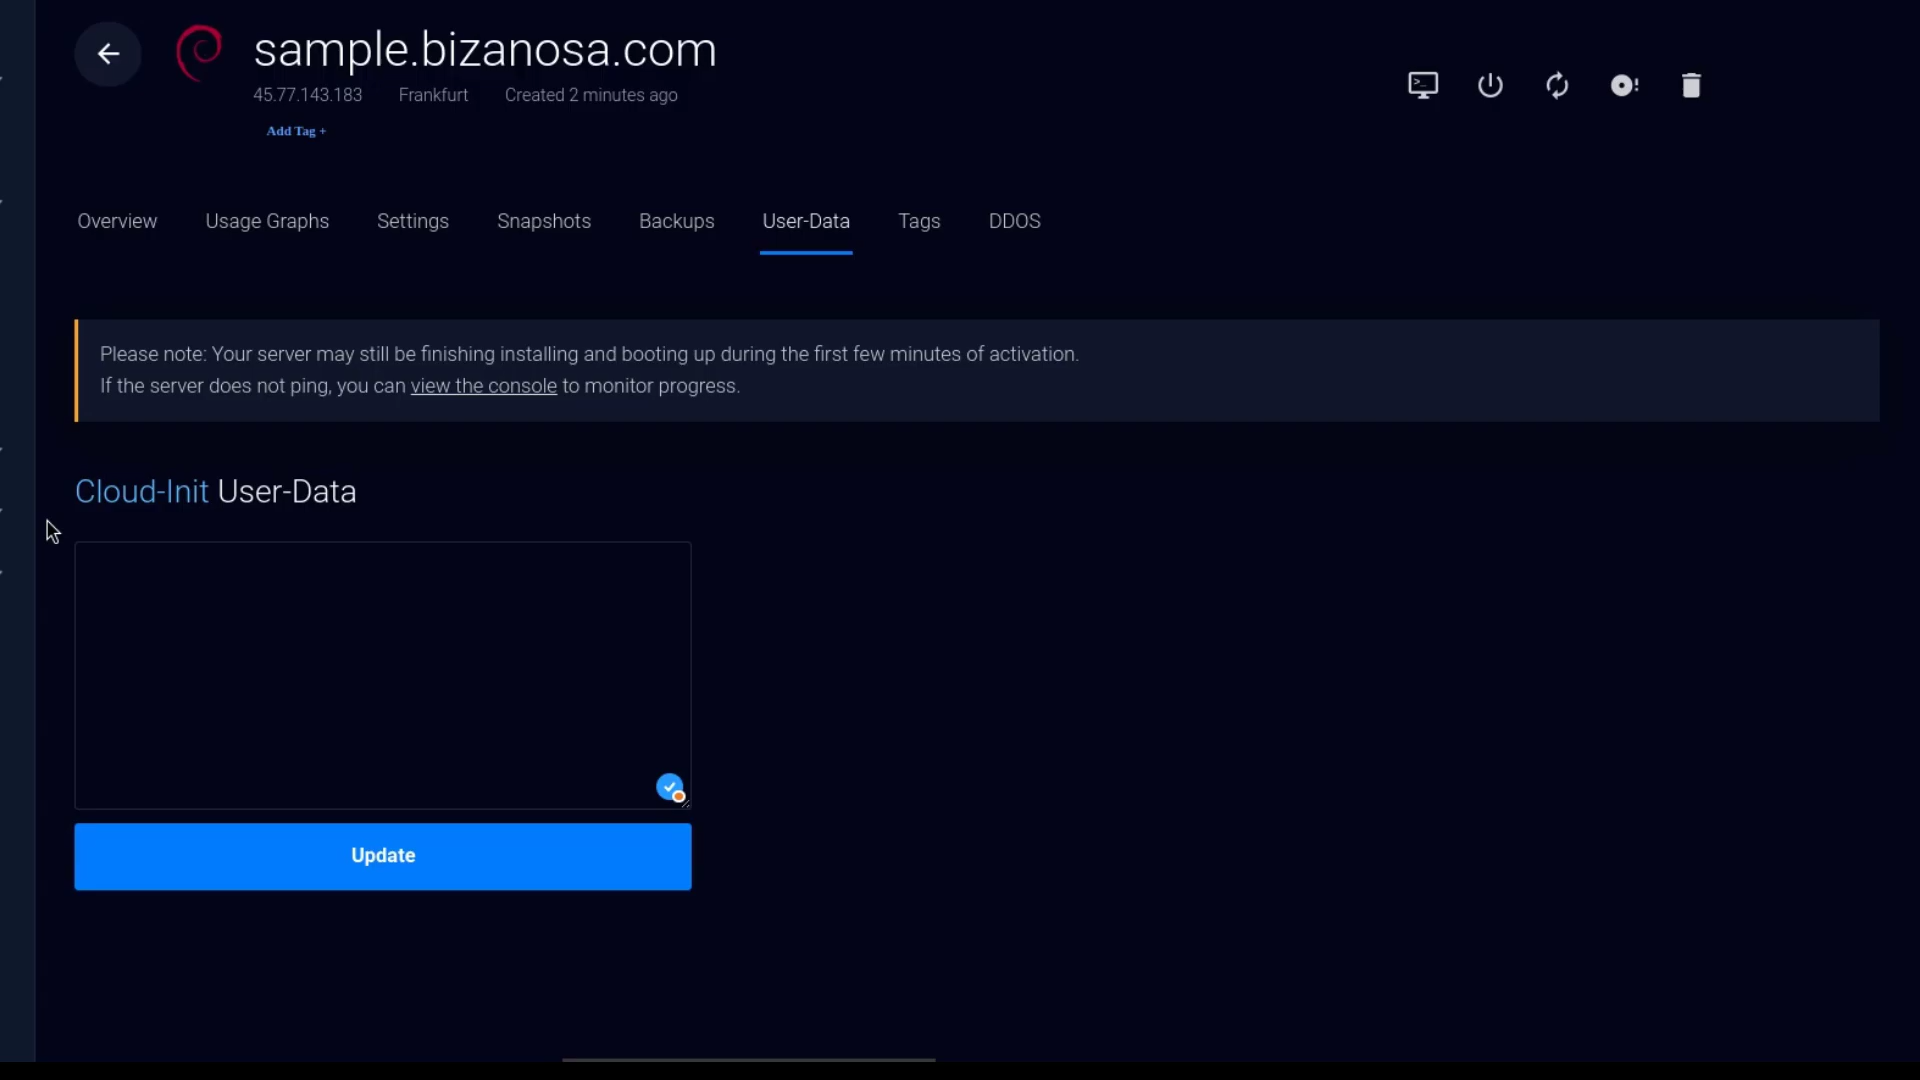 sample.bizanosa.com
45.77.143.183 Frankfurt Created 2 minutes ago
Add Tag +
Overview Usage Graphs Settings Snapshots Backups User-Data Tags DDOS
Please note: Your server may still be finishing installing and booting up during the first few minutes of activation.
If the server does not ping, you can view the console to monitor progress.
Cloud-Init User-Data
Update